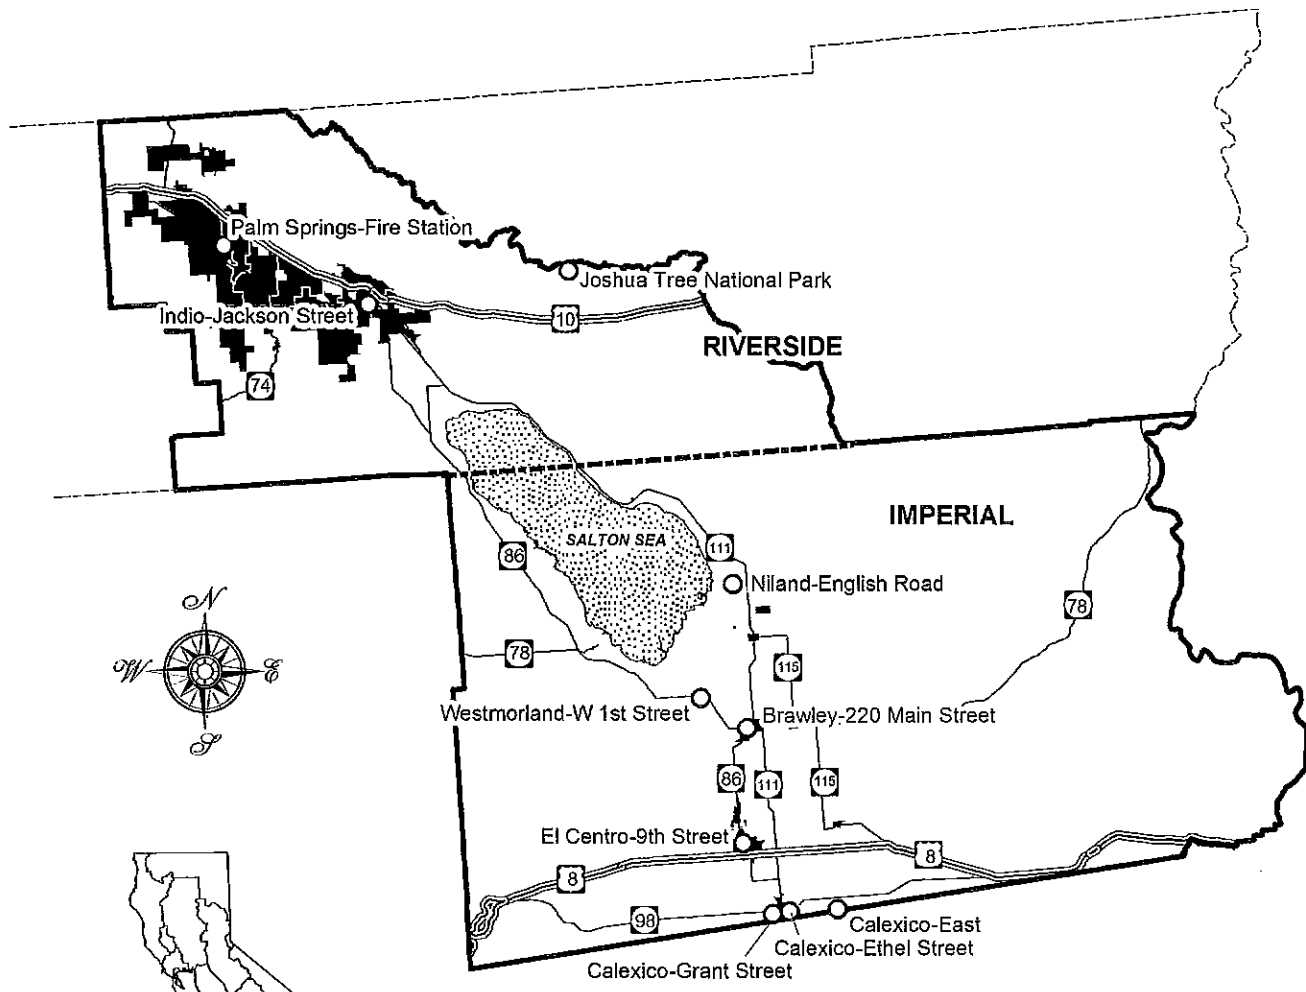 Palm Springs-Fire Station
Joshua Tree National Park
Indio-Jackson Street
10
RIVERSIDE
74
IMPERIAL
SALTON SEA
86
111
Niland-English Road
78
N
W
E
S
78
115
Westmorland-W 1st Street
Brawley-220 Main Street
86
111
115
El Centro-9th Street
8
8
98
Calexico-East
Calexico-Ethel Street
Calexico-Grant Street